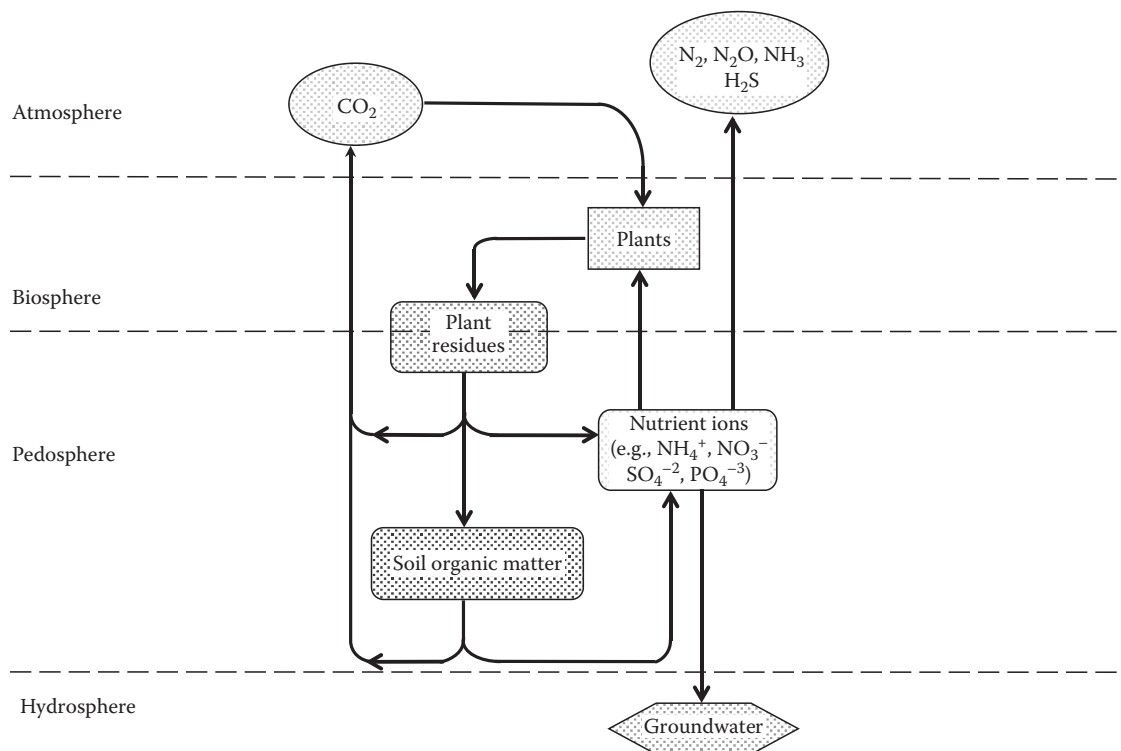 N₂, N₂O, NH₃
H₂S
Atmosphere
CO₂
Plants
Biosphere
Plant
residues
Nutrient ions
(e.g., NH₄⁺, NO₃⁻
SO₄⁻², PO₄⁻³)
Pedosphere
Soil organic matter
Hydrosphere
Groundwater